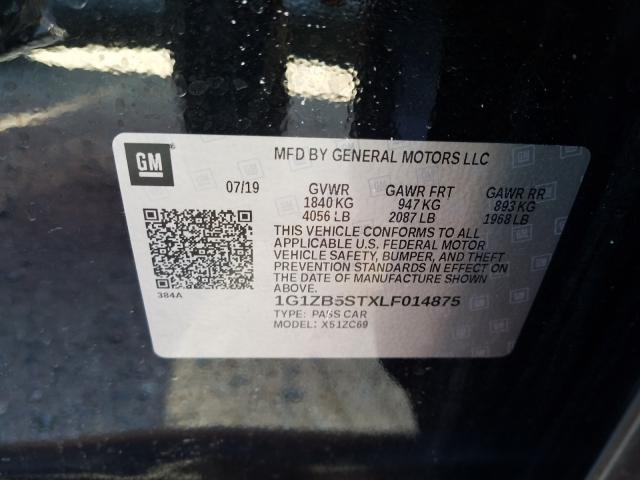 GM
MFD BY GENERAL MOTORS LLC
07/19 GVWR GAWR FRT GAWR RR
1840 KG 947 KG 893 KG
4056 LB 2087 LB 1968 LB
THIS VEHICLE CONFORMS TO ALL
APPLICABLE U.S. FEDERAL MOTOR
VEHICLE SAFETY, BUMPER, AND THEFT
PREVENTION STANDARDS IN EFFECT ON
THE DATE OF MANUFACTURE SHOWN
ABOVE.
384A
1G1ZB5STXLF014875
TYPE: PASS CAR
MODEL: X51ZC69